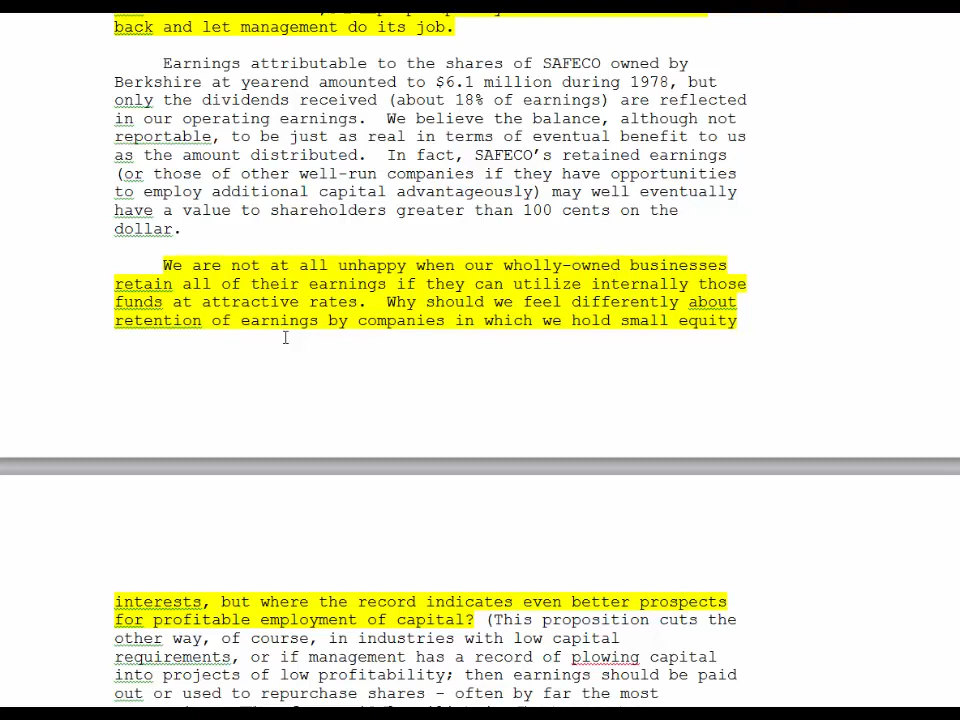 back and let management do its job.
Earnings attributable to the shares of SAFECO owned by
Berkshire at yearend amounted to $6.1 million during 1978, but
only the dividends received (about 18% of earnings) are reflected
in our operating earnings.  We believe the balance, although not
reportable, to be just as real in terms of eventual benefit to us
as the amount distributed.  In fact, SAFECO's retained earnings
(or those of other well-run companies if they have opportunities
to employ additional capital advantageously) may well eventually
have a value to shareholders greater than 100 cents on the
dollar.
We are not at all unhappy when our wholly-owned businesses
retain all of their earnings if they can utilize internally those
funds at attractive rates.  Why should we feel differently about
retention of earnings by companies in which we hold small equity
interests, but where the record indicates even better prospects
for profitable employment of capital? (This proposition cuts the
other way, of course, in industries with low capital
requirements, or if management has a record of plowing capital
into projects of low profitability; then earnings should be paid
out or used to repurchase shares - often by far the most